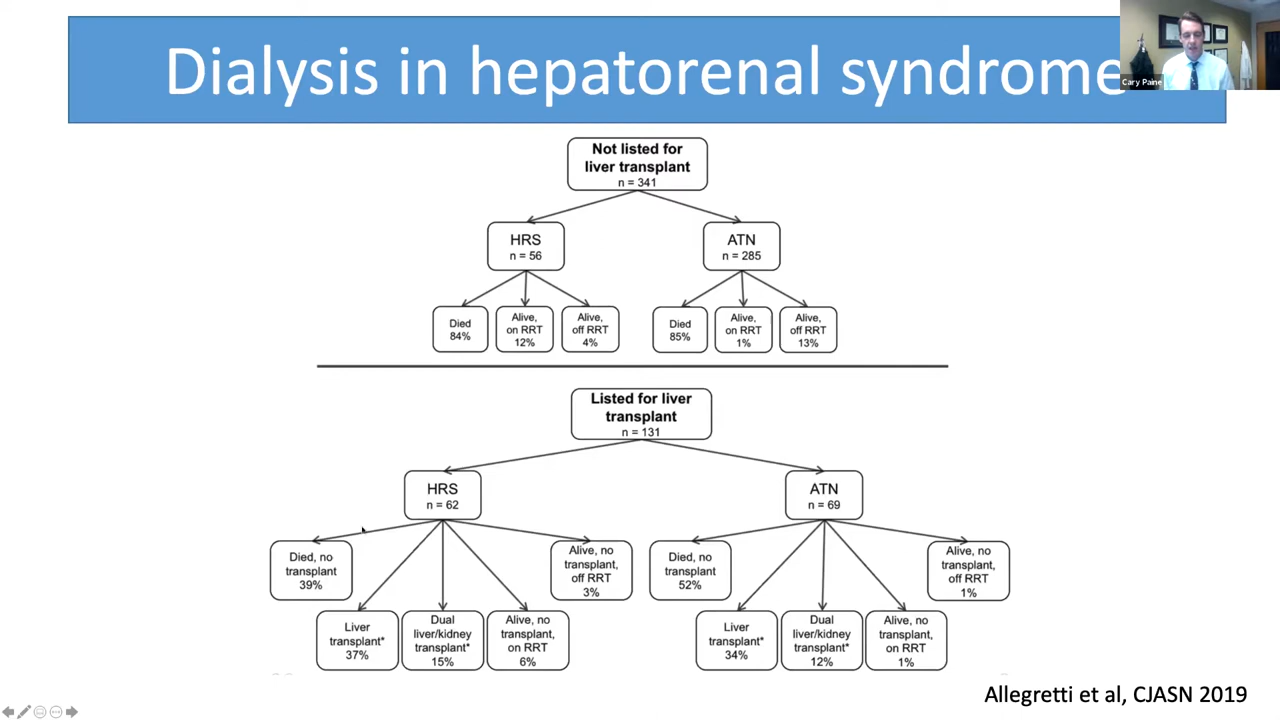 Dialysis in hepatorenal syndrome
Cary Paine
Not listed for
liver transplant
n = 341
HRS
n = 56
ATN
n = 285
Died
84%
Alive,
on RRT
12%
Alive,
off RRT
4%
Died
85%
Alive,
on RRT
1%
Alive,
off RRT
13%
Listed for liver
transplant
n = 131
HRS
n = 62
ATN
n = 69
Died, no
transplant
39%
Liver
transplant*
37%
Dual
liver/kidney
transplant*
15%
Alive, no
transplant,
on RRT
6%
Alive, no
transplant,
off RRT
3%
Died, no
transplant
52%
Liver
transplant*
34%
Dual
liver/kidney
transplant*
12%
Alive, no
transplant,
on RRT
1%
Alive, no
transplant,
off RRT
1%
Allegretti et al, CJASN 2019